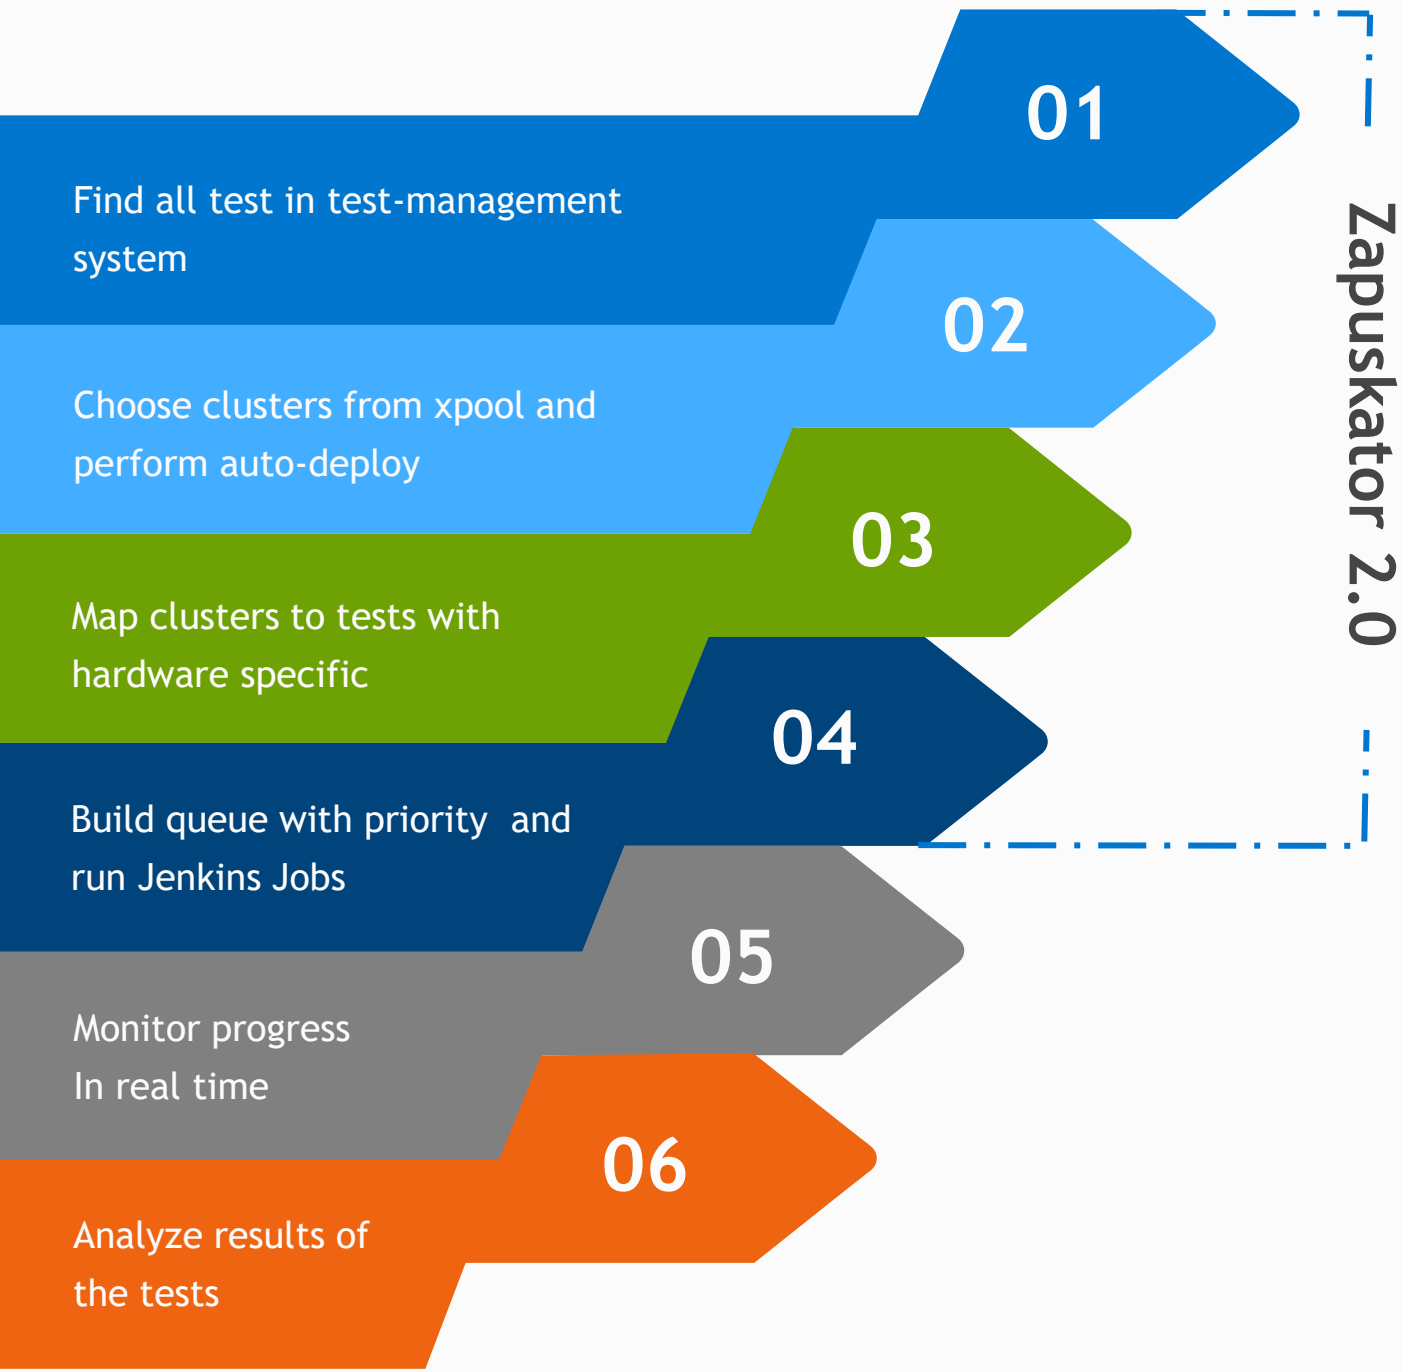 01
Find all test in test-management
system
02
Choose clusters from xpool and
perform auto-deploy
03
Map clusters to tests with
hardware specific
04
Build queue with priority  and
run Jenkins Jobs
05
Monitor progress
In real time
06
Analyze results of
the tests
Zapuskator 2.0